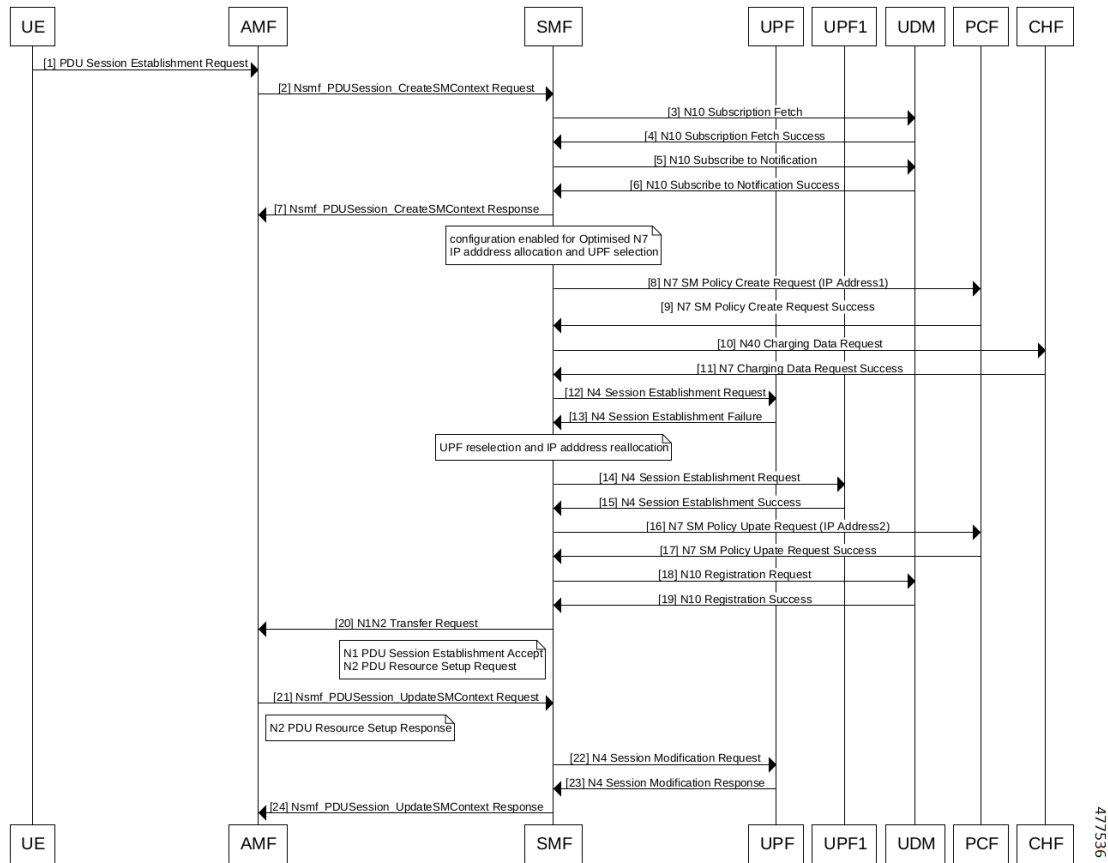 UE AMF SMF UPF UPF1 UDM PCF CHF
[1] PDU Session Establishment Request
[2] Nsmf_PDUSession_CreateSMContext Request
[3] N10 Subscription Fetch
[4] N10 Subscription Fetch Success
[5] N10 Subscribe to Notification
[6] N10 Subscribe to Notification Success
[7] Nsmf_PDUSession_CreateSMContext Response
configuration enabled for Optimised N7
IP adddress allocation and UPF selection
[8] N7 SM Policy Create Request (IP Address1)
[9] N7 SM Policy Create Request Success
[10] N40 Charging Data Request
[11] N7 Charging Data Request Success
[12] N4 Session Establishment Request
[13] N4 Session Establishment Failure
UPF reselection and IP adddress reallocation
[14] N4 Session Establishment Request
[15] N4 Session Establishment Success
[16] N7 SM Policy Upate Request (IP Address2)
[17] N7 SM Policy Upate Request Success
[18] N10 Registration Request
[19] N10 Registration Success
[20] N1N2 Transfer Request
N1 PDU Session Establishment Accept
N2 PDU Resource Setup Request
[21] Nsmf_PDUSession_UpdateSMContext Request
N2 PDU Resource Setup Response
[22] N4 Session Modification Request
[23] N4 Session Modification Response
[24] Nsmf_PDUSession_UpdateSMContext Response
UE AMF SMF UPF UPF1 UDM PCF CHF
477536